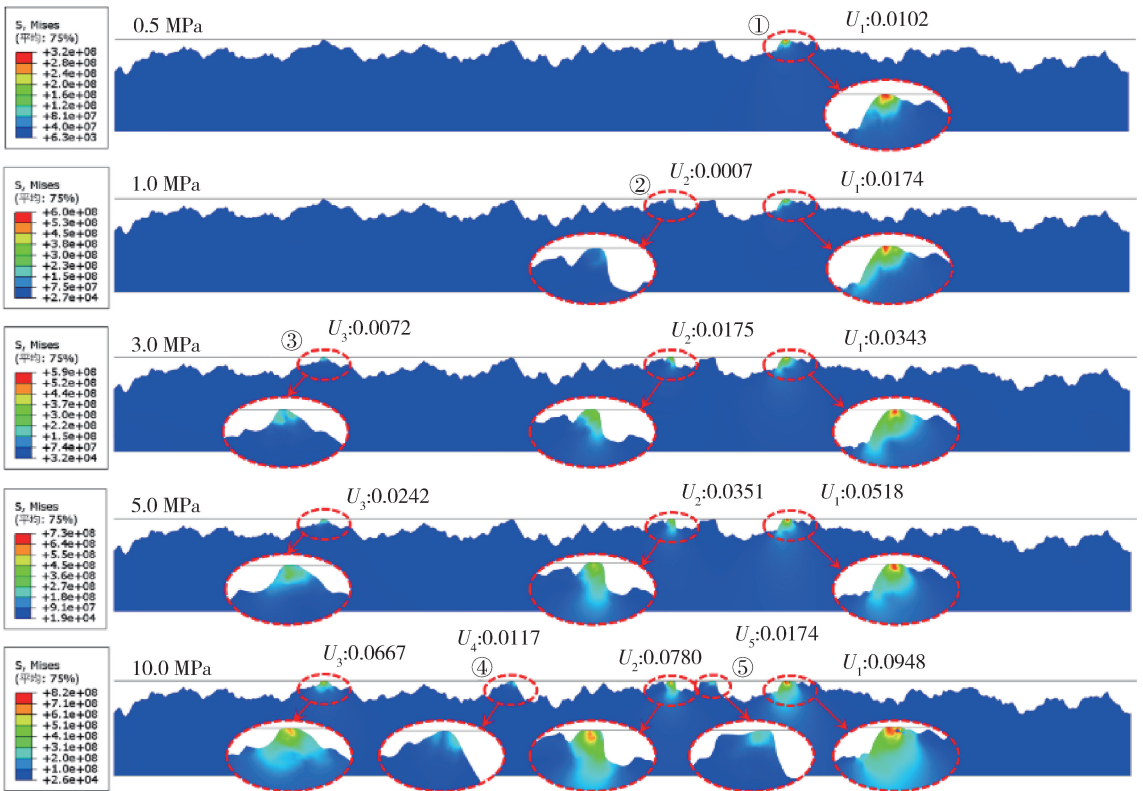 S, Mises
(平均: 75%)
+3.2e+08
+2.8e+08
+2.4e+08
+2.0e+08
+1.6e+08
+1.2e+08
+8.1e+07
+4.0e+07
+6.3e+03
0.5 MPa
①
U₁:0.0102
S, Mises
(平均: 75%)
+6.0e+08
+5.3e+08
+4.5e+08
+3.8e+08
+3.0e+08
+2.3e+08
+1.5e+08
+7.5e+07
+2.7e+04
1.0 MPa
②
U₂:0.0007
U₁:0.0174
S, Mises
(平均: 75%)
+5.9e+08
+5.2e+08
+4.4e+08
+3.7e+08
+3.0e+08
+2.2e+08
+1.5e+08
+7.4e+07
+3.2e+04
3.0 MPa
③
U₃:0.0072
U₂:0.0175
U₁:0.0343
S, Mises
(平均: 75%)
+7.3e+08
+6.4e+08
+5.5e+08
+4.5e+08
+3.6e+08
+2.7e+08
+1.8e+08
+9.1e+07
+1.9e+04
5.0 MPa
U₃:0.0242
U₂:0.0351
U₁:0.0518
S, Mises
(平均: 75%)
+8.2e+08
+7.1e+08
+6.1e+08
+5.1e+08
+4.1e+08
+3.1e+08
+2.0e+08
+1.0e+08
+2.6e+04
10.0 MPa
U₃:0.0667
U₄:0.0117
④
U₂:0.0780
U₅:0.0174
⑤
U₁:0.0948